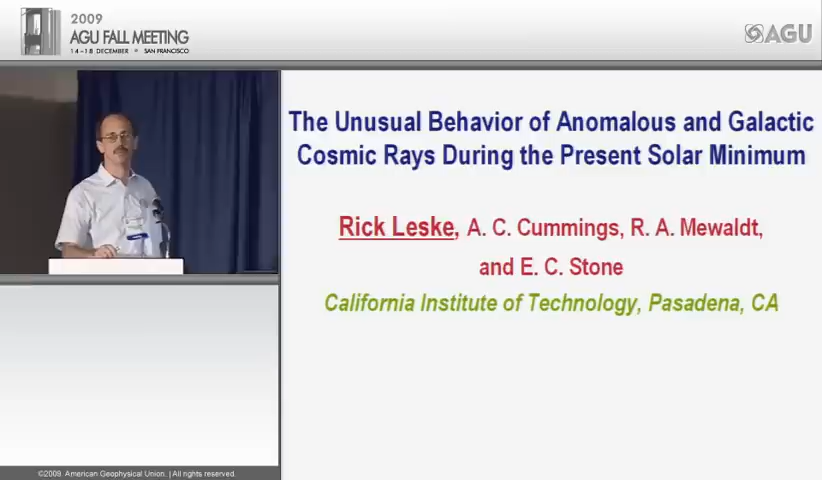 2009
AGU FALL MEETING
14–18 DECEMBER • SAN FRANCISCO
AGU
The Unusual Behavior of Anomalous and Galactic
Cosmic Rays During the Present Solar Minimum
Rick Leske, A. C. Cummings, R. A. Mewaldt,
and E. C. Stone
California Institute of Technology, Pasadena, CA
©2009. American Geophysical Union. | All rights reserved.